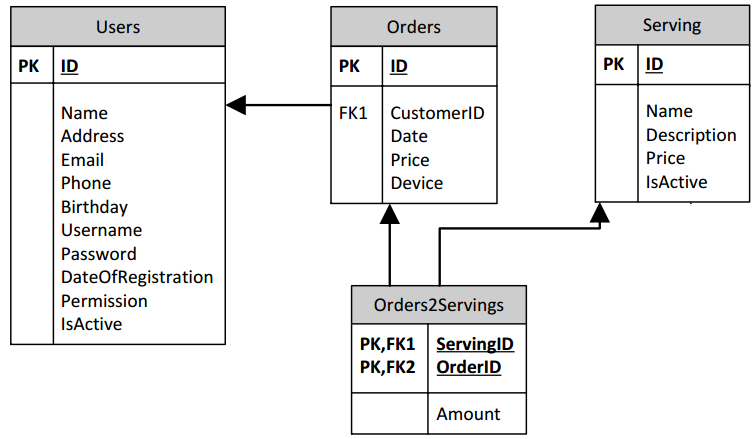 Users
PK ID
Name
Address
Email
Phone
Birthday
Username
Password
DateOfRegistration
Permission
IsActive
Orders
PK ID
FK1 CustomerID
Date
Price
Device
Serving
PK ID
Name
Description
Price
IsActive
Orders2Servings
PK,FK1 ServingID
PK,FK2 OrderID
Amount